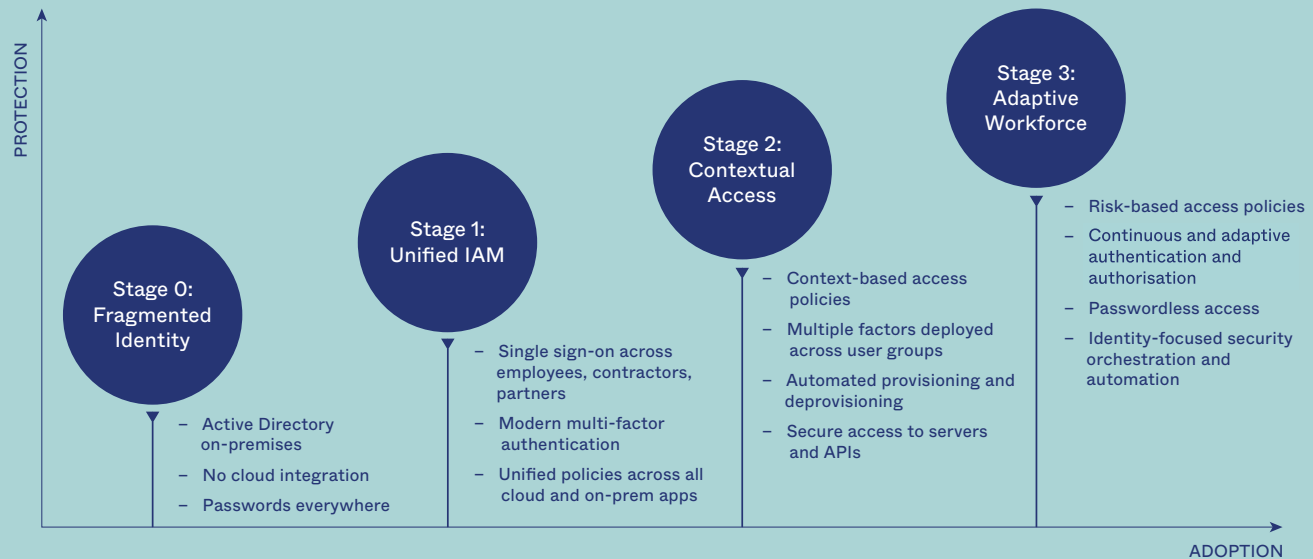 PROTECTION
Stage 0:
Fragmented
Identity
– Active Directory
on-premises
– No cloud integration
– Passwords everywhere
Stage 1:
Unified IAM
– Single sign-on across
employees, contractors,
partners
– Modern multi-factor
authentication
– Unified policies across all
cloud and on-prem apps
Stage 2:
Contextual
Access
– Context-based access
policies
– Multiple factors deployed
across user groups
– Automated provisioning and
deprovisioning
– Secure access to servers
and APIs
Stage 3:
Adaptive
Workforce
– Risk-based access policies
– Continuous and adaptive
authentication and
authorisation
– Passwordless access
– Identity-focused security
orchestration and
automation
ADOPTION